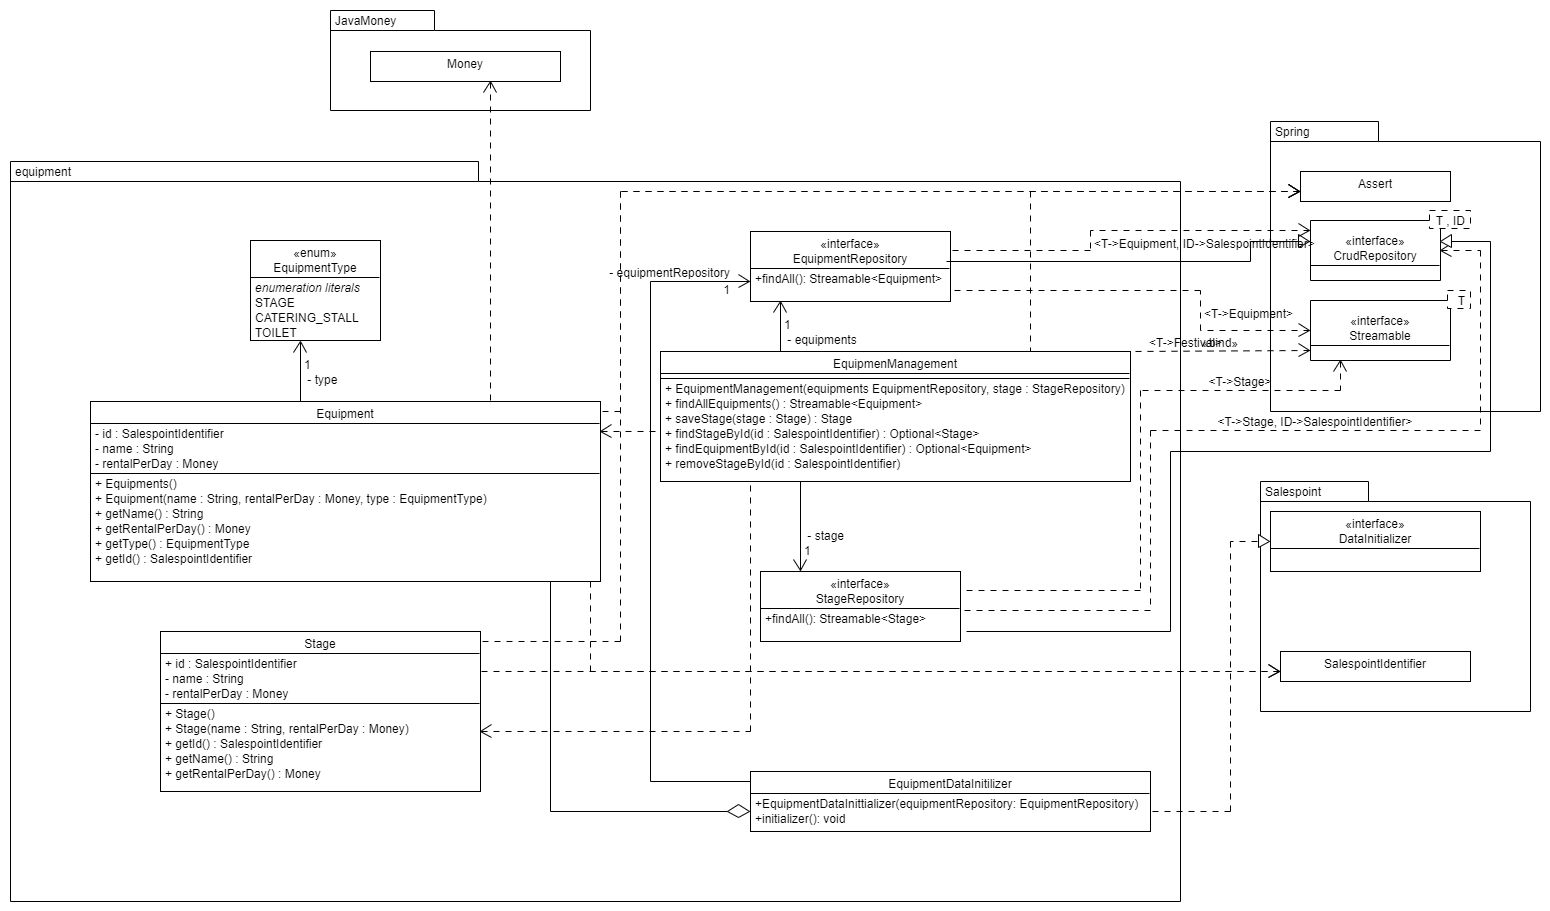 JavaMoney
Money
Spring
equipment
Assert
T , ID
«interface»
CrudRepository
<T->Equipment, ID->SalespointIdentifier>
«interface»
EquipmentRepository
+findAll(): Streamable<Equipment>
- equipmentRepository
1
«enum»
EquipmentType
enumeration literals
STAGE
CATERING_STALL
TOILET
T
«interface»
Streamable
<T->Equipment>
<T->Festival>
«bind»
<T->Stage>
<T->Stage, ID->SalespointIdentifier>
1
- equipments
1
- type
EquipmenManagement
+ EquipmentManagement(equipments EquipmentRepository, stage : StageRepository)
+ findAllEquipments() : Streamable<Equipment>
+ saveStage(stage : Stage) : Stage
+ findStageById(id : SalespointIdentifier) : Optional<Stage>
+ findEquipmentById(id : SalespointIdentifier) : Optional<Equipment>
+ removeStageById(id : SalespointIdentifier)
Equipment
- id : SalespointIdentifier
- name : String
- rentalPerDay : Money
+ Equipments()
+ Equipment(name : String, rentalPerDay : Money, type : EquipmentType)
+ getName() : String
+ getRentalPerDay() : Money
+ getType() : EquipmentType
+ getId() : SalespointIdentifier
Salespoint
«interface»
DataInitializer
- stage
1
«interface»
StageRepository
+findAll(): Streamable<Stage>
Stage
+ id : SalespointIdentifier
- name : String
- rentalPerDay : Money
+ Stage()
+ Stage(name : String, rentalPerDay : Money)
+ getId() : SalespointIdentifier
+ getName() : String
+ getRentalPerDay() : Money
SalespointIdentifier
EquipmentDataInitilizer
+EquipmentDataInittializer(equipmentRepository: EquipmentRepository)
+initializer(): void